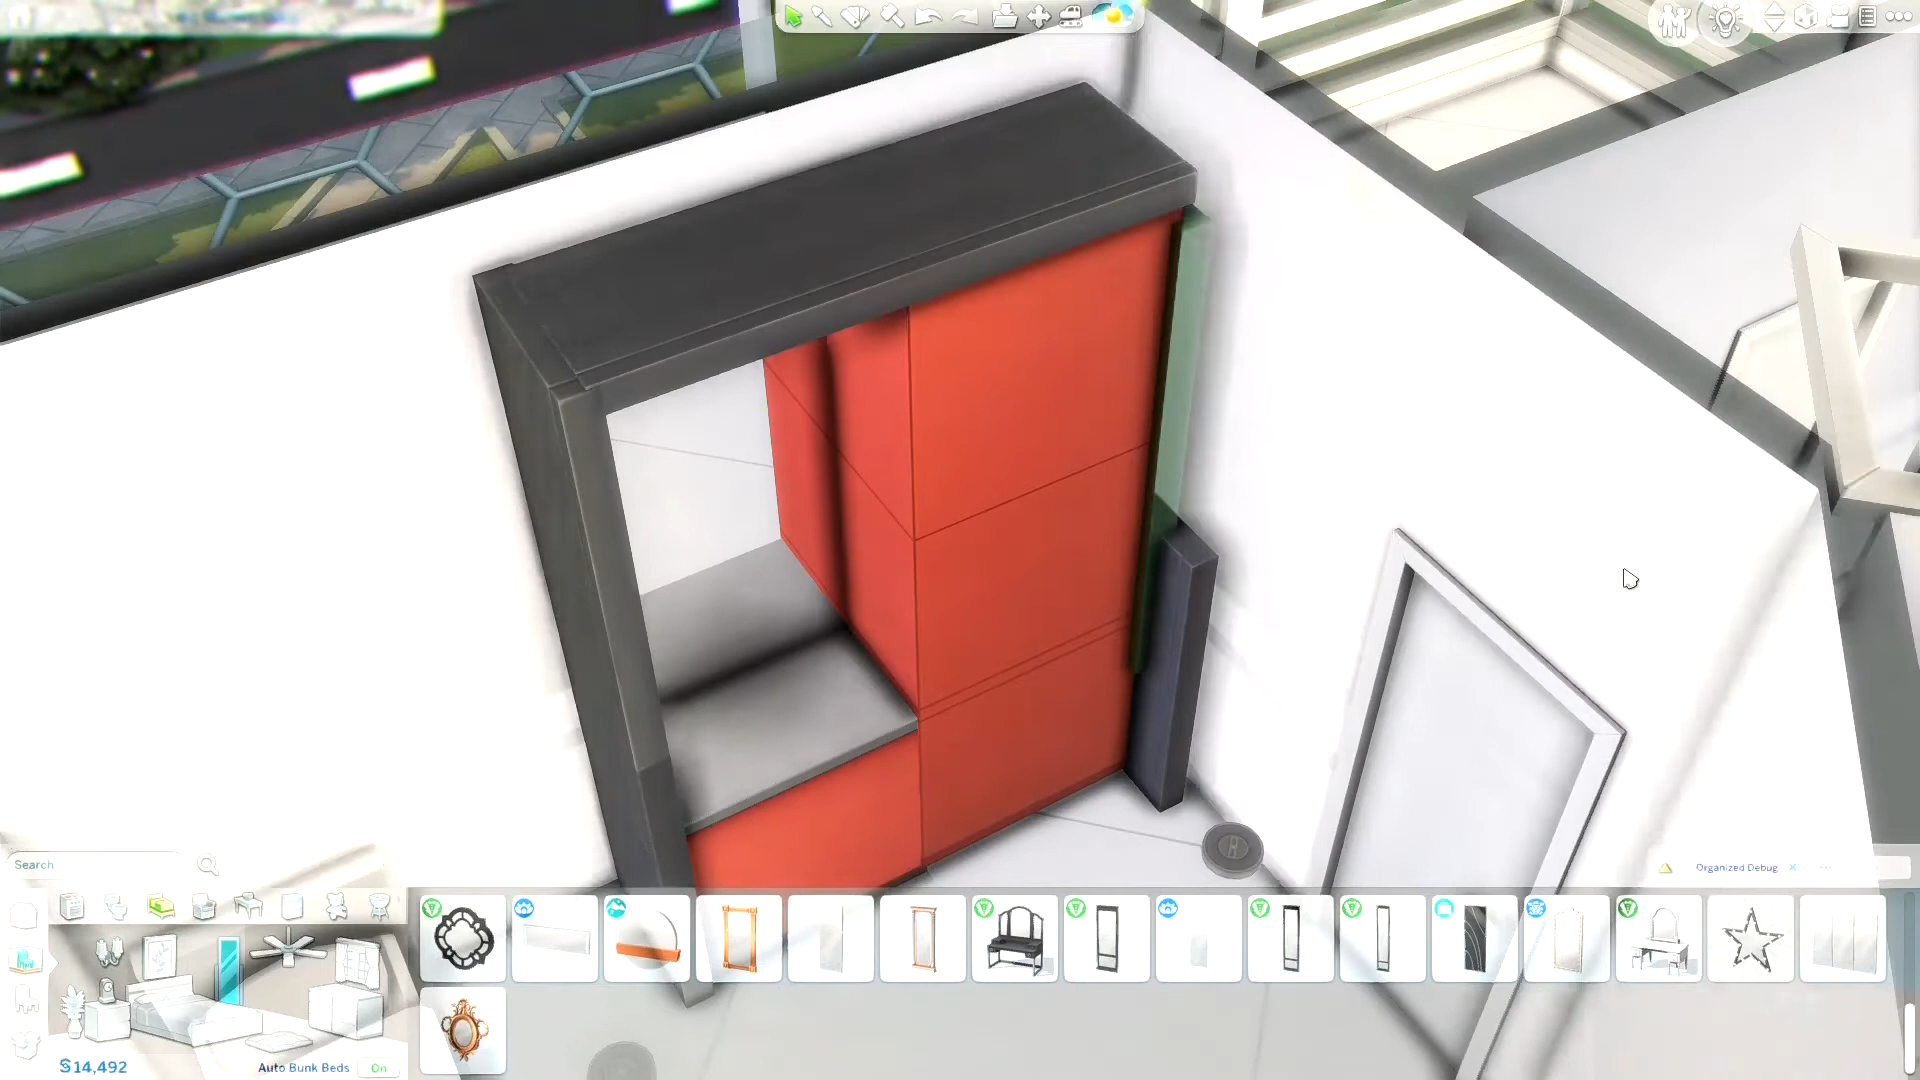 Search
Organized Debug
§14,492
Auto Bunk Beds
On